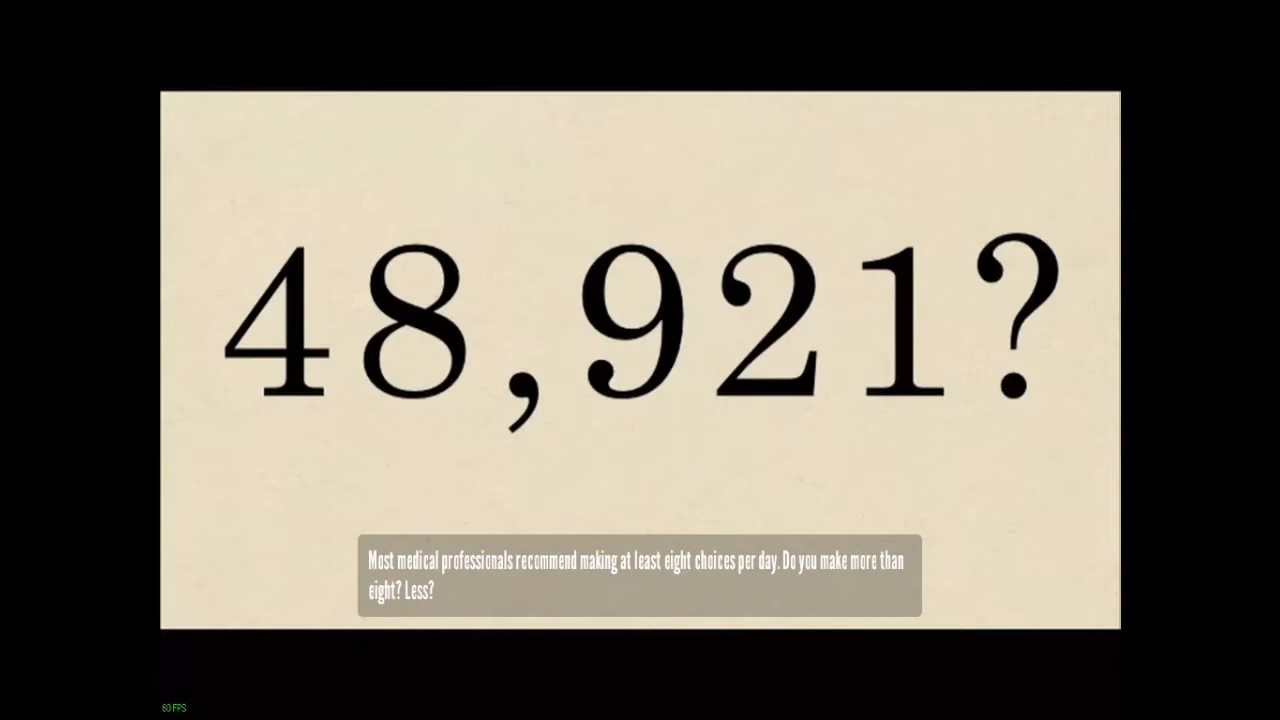 48,921?
Most medical professionals recommend making at least eight choices per day. Do you make more than
eight? Less?
60 FPS